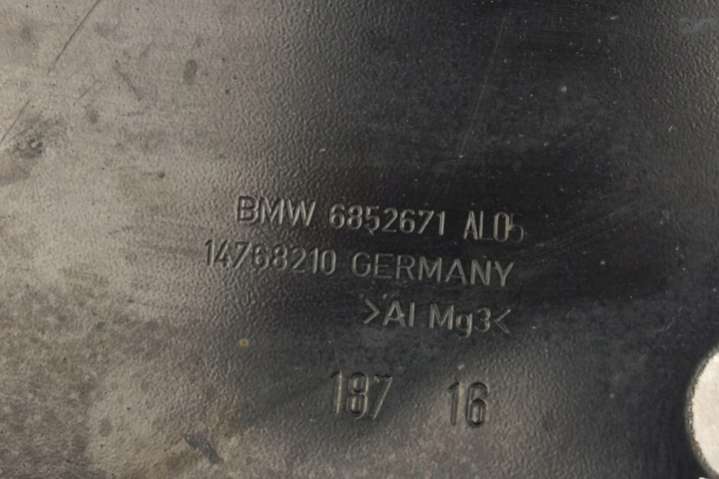 BMW 6852671 AL05
14768210 GERMANY
>Al Mg3<
187 16